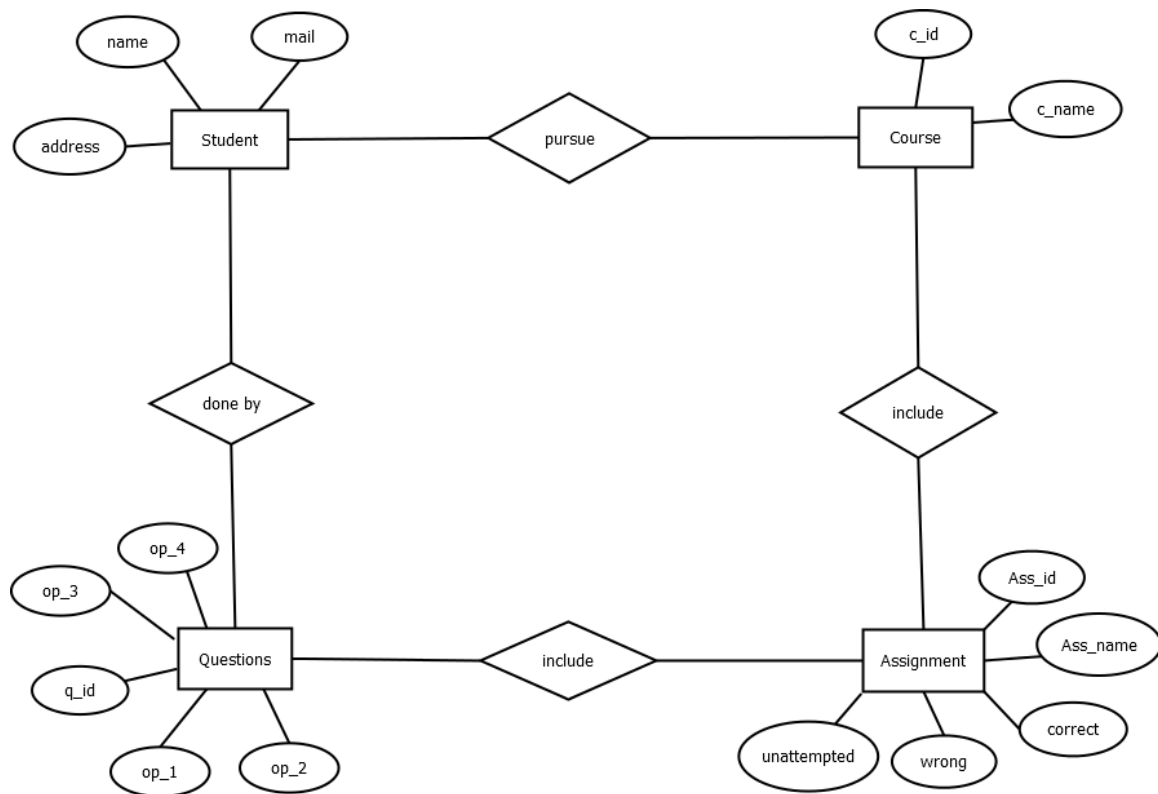 name
mail
c_id
c_name
address
Student
pursue
Course
done by
include
op_4
op_3
Ass_id
Questions
include
Assignment
Ass_name
q_id
correct
unattempted
wrong
op_1
op_2